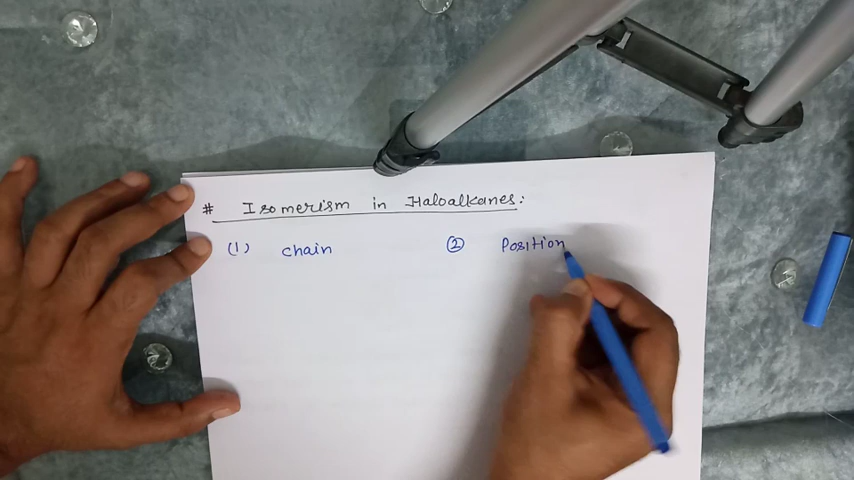 # Isomerism in Haloalkanes:
(1) chain ② Position